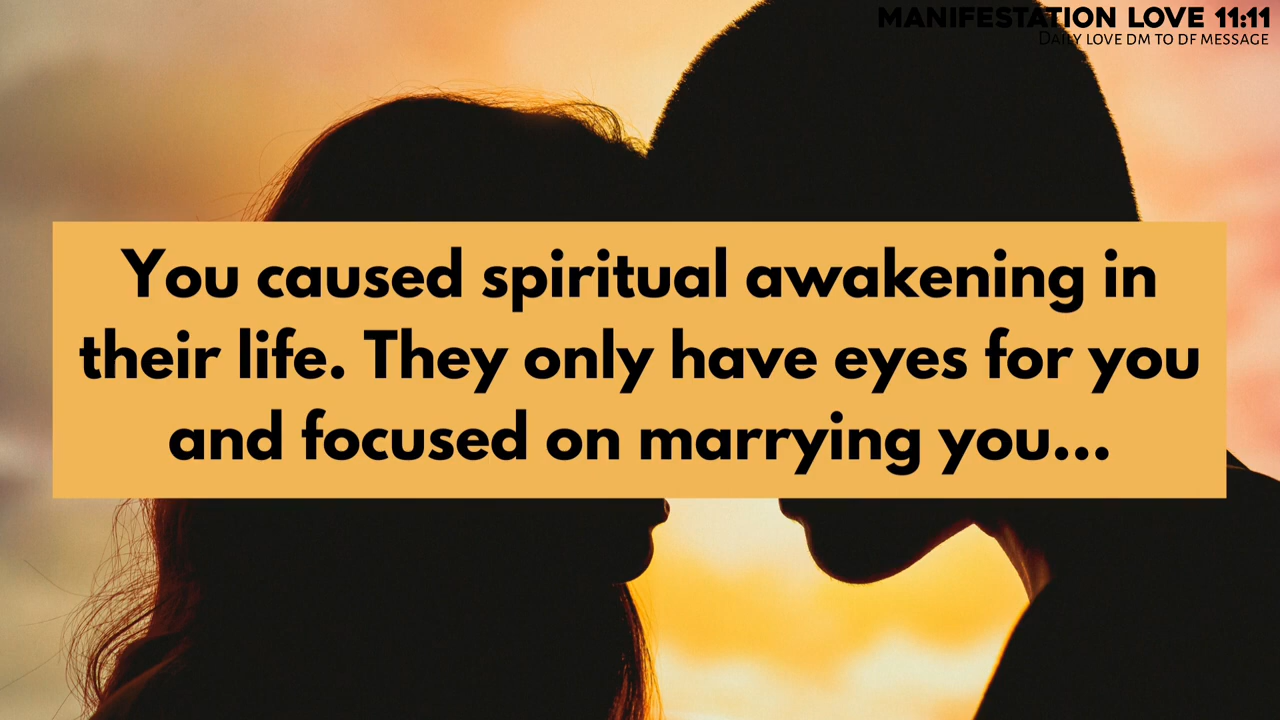 MANIFESTATION LOVE 11:11
DAILY LOVE DM TO DF MESSAGE
You caused spiritual awakening in
their life. They only have eyes for you
and focused on marrying you...